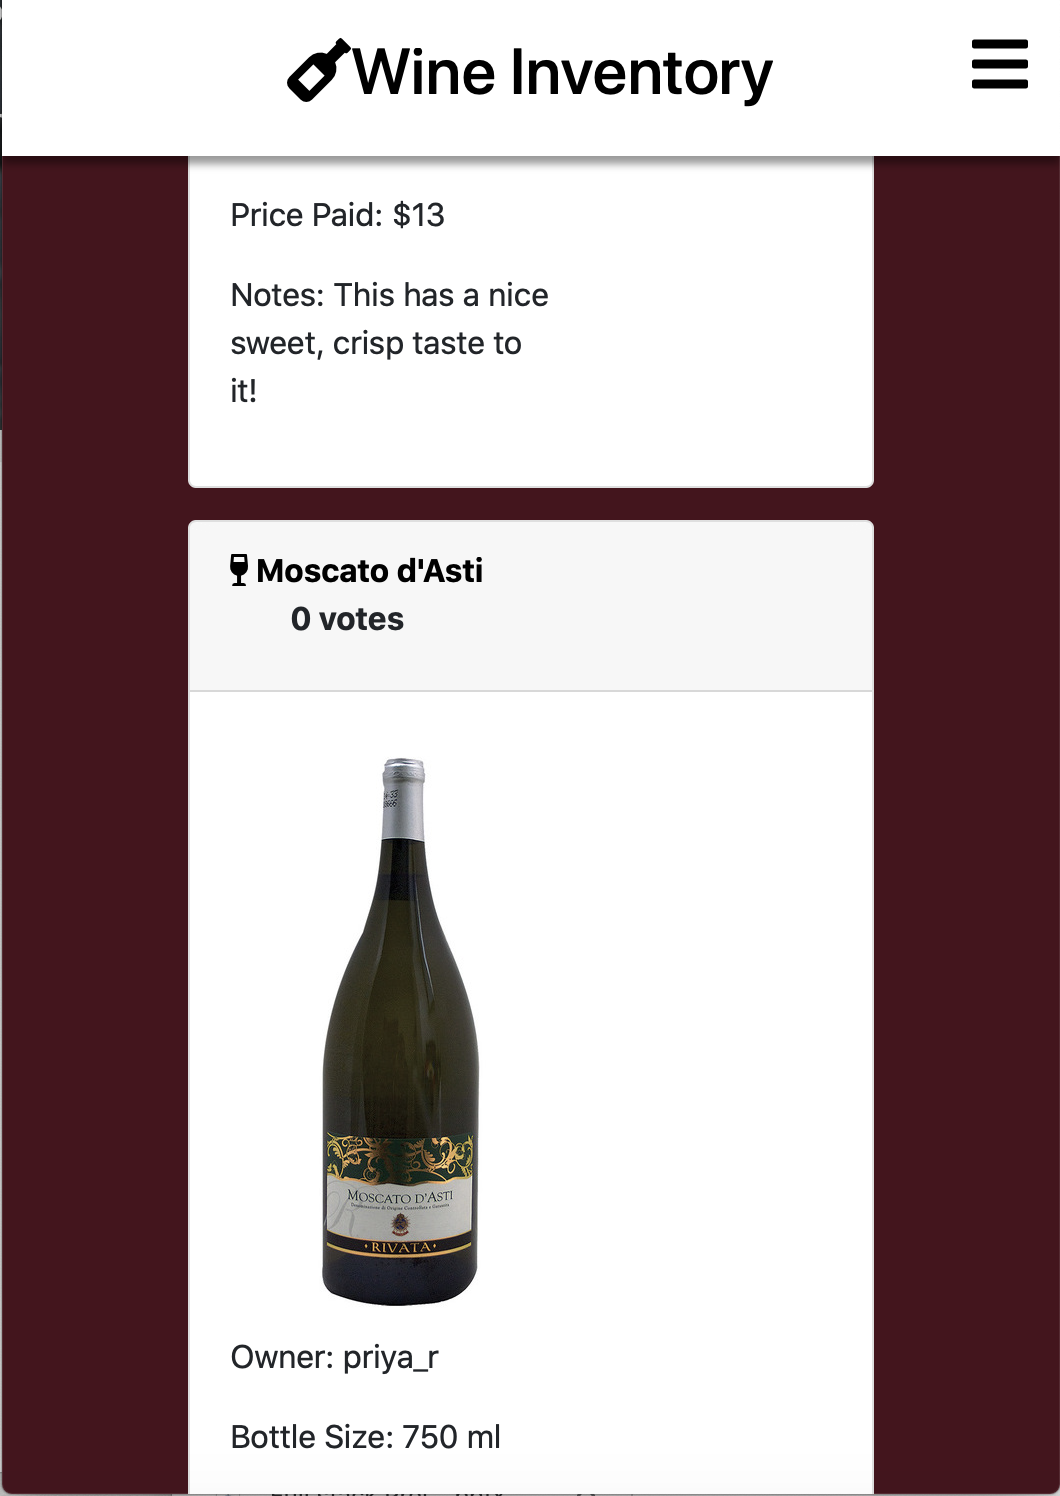 Wine Inventory
Price Paid: $13
Notes: This has a nice
sweet, crisp taste to
it!
Moscato d'Asti
0 votes
MOSCATO D'ASTI
Denominazione di Origine Controllata e Garantita
• RIVATA •
Owner: priya_r
Bottle Size: 750 ml